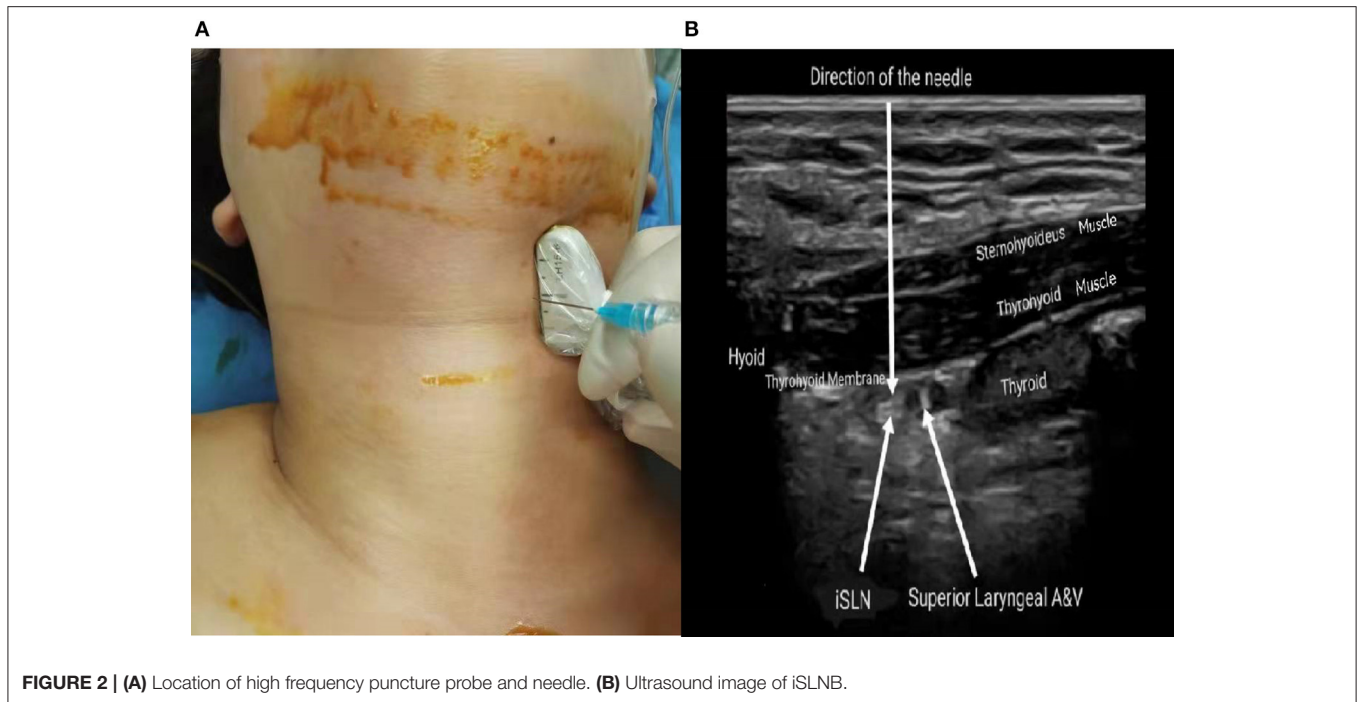 A
B
Direction of the needle
Sternohyoideus Muscle
Thyrohyoid Muscle
Hyoid
Thyrohyoid Membrane
Thyroid
iSLN
Superior Laryngeal A&V
FIGURE 2 | (A) Location of high frequency puncture probe and needle. (B) Ultrasound image of iSLNB.